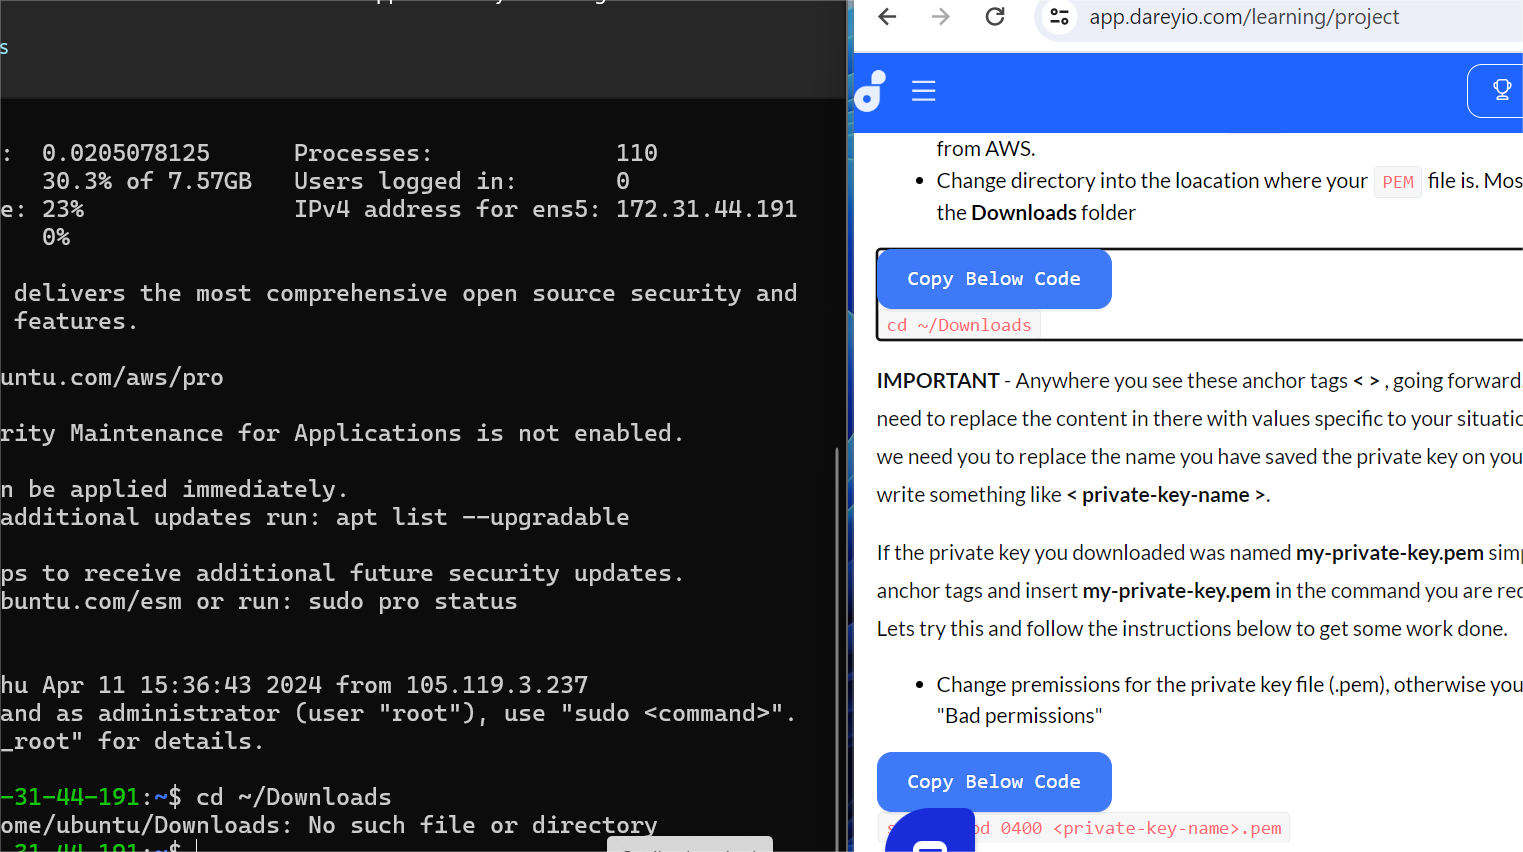 s
: 0.0205078125 Processes: 110
30.3% of 7.57GB Users logged in: 0
e: 23% IPv4 address for ens5: 172.31.44.191
0%
delivers the most comprehensive open source security and
features.
untu.com/aws/pro
rity Maintenance for Applications is not enabled.
n be applied immediately.
additional updates run: apt list --upgradable
ps to receive additional future security updates.
buntu.com/esm or run: sudo pro status
hu Apr 11 15:36:43 2024 from 105.119.3.237
and as administrator (user "root"), use "sudo <command>".
_root" for details.
-31-44-191:~$ cd ~/Downloads
ome/ubuntu/Downloads: No such file or directory
-31-44-191:~$
app.dareyio.com/learning/project
from AWS.
• Change directory into the loacation where your PEM file is. Mos
the Downloads folder
Copy Below Code
cd ~/Downloads
IMPORTANT - Anywhere you see these anchor tags < > , going forward
need to replace the content in there with values specific to your situatio
we need you to replace the name you have saved the private key on you
write something like < private-key-name >.
If the private key you downloaded was named my-private-key.pem sim
anchor tags and insert my-private-key.pem in the command you are re
Lets try this and follow the instructions below to get some work done.
• Change premissions for the private key file (.pem), otherwise you
"Bad permissions"
Copy Below Code
s od 0400 <private-key-name>.pem